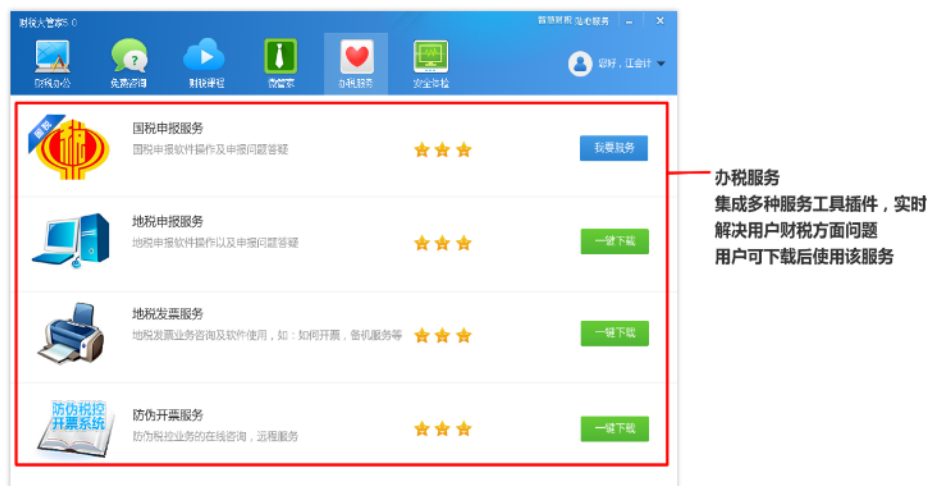 财税大管家5.0
智慧财税 贴心服务
财税办公
免费咨询
财税课程
微管家
办税服务
安全体检
您好，江会计
国税
国税申报服务
国税申报软件操作及申报问题答疑
我要服务
办税服务
集成多种服务工具插件，实时
解决用户财税方面问题
用户可下载后使用该服务
地税申报服务
地税申报软件操作以及申报问题答疑
一键下载
地税发票服务
地税发票业务咨询及软件使用，如：如何开票，备机服务等
一键下载
防伪税控
开票系统
防伪开票服务
防伪税控业务的在线咨询，远程服务
一键下载